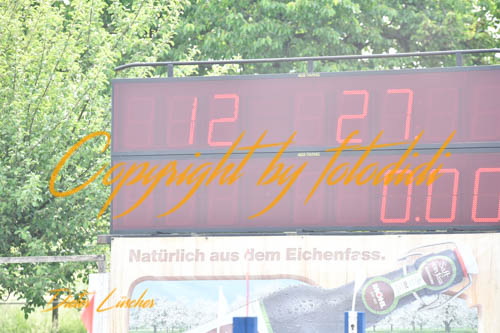 12 27
Copyright by fotodidi
0.00
Natürlich aus dem Eichenfass.